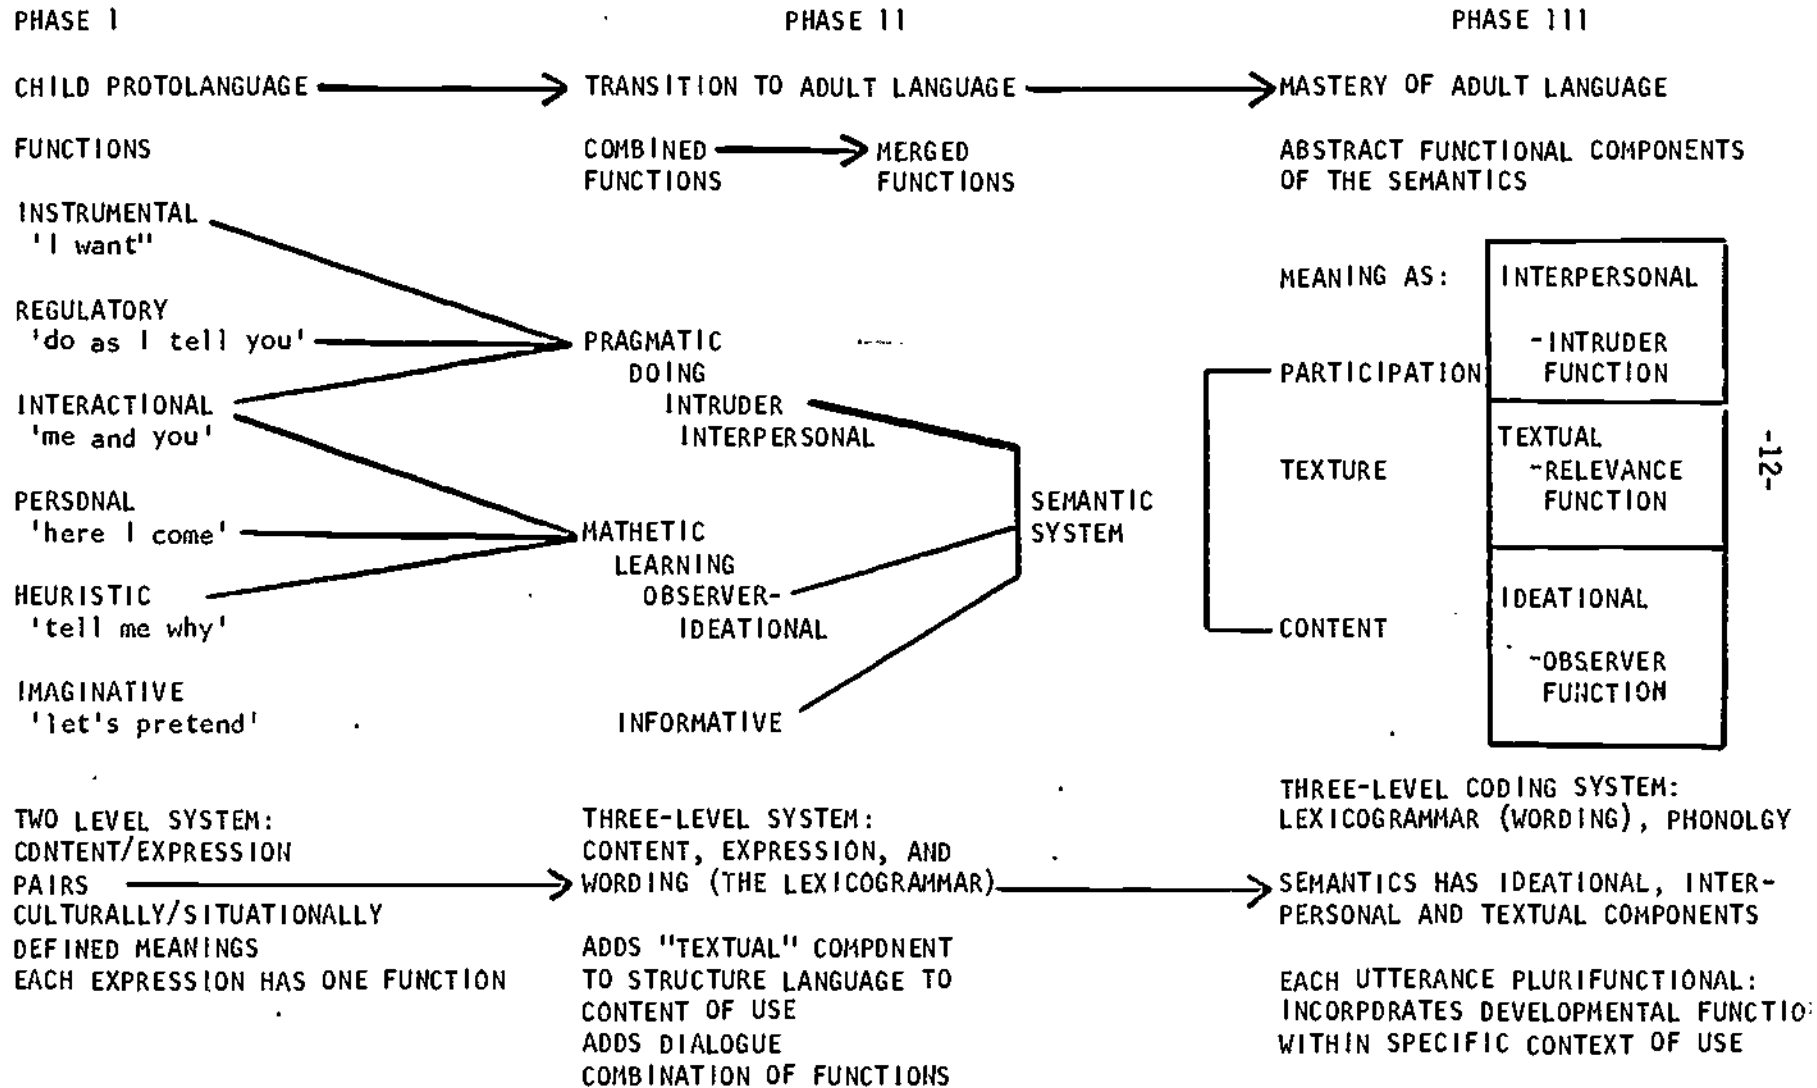 PHASE I
PHASE II
PHASE III
CHILD PROTOLANGUAGE
TRANSITION TO ADULT LANGUAGE
MASTERY OF ADULT LANGUAGE
FUNCTIONS
COMBINED
FUNCTIONS
MERGED
FUNCTIONS
ABSTRACT FUNCTIONAL COMPONENTS
OF THE SEMANTICS
INSTRUMENTAL
'I want"
REGULATORY
'do as I tell you'
INTERACTIONAL
'me and you'
PERSONAL
'here I come'
HEURISTIC
'tell me why'
IMAGINATIVE
'let's pretend'
PRAGMATIC
DOING
INTRUDER
INTERPERSONAL
MATHETIC
LEARNING
OBSERVER-
IDEATIONAL
INFORMATIVE
SEMANTIC
SYSTEM
MEANING AS:
PARTICIPATION
TEXTURE
CONTENT
INTERPERSONAL
-INTRUDER
FUNCTION
TEXTUAL
-RELEVANCE
FUNCTION
IDEATIONAL
-OBSERVER
FUNCTION
-12-
TWO LEVEL SYSTEM:
CONTENT/EXPRESSION
PAIRS
CULTURALLY/SITUATIONALLY
DEFINED MEANINGS
EACH EXPRESSION HAS ONE FUNCTION
THREE-LEVEL SYSTEM:
CONTENT, EXPRESSION, AND
WORDING (THE LEXICOGRAMMAR)
ADDS "TEXTUAL" COMPONENT
TO STRUCTURE LANGUAGE TO
CONTENT OF USE
ADDS DIALOGUE
COMBINATION OF FUNCTIONS
THREE-LEVEL CODING SYSTEM:
LEXICOGRAMMAR (WORDING), PHONOLGY
SEMANTICS HAS IDEATIONAL, INTER-
PERSONAL AND TEXTUAL COMPONENTS
EACH UTTERANCE PLURIFUNCTIONAL:
INCORPORATES DEVELOPMENTAL FUNCTIO
WITHIN SPECIFIC CONTEXT OF USE